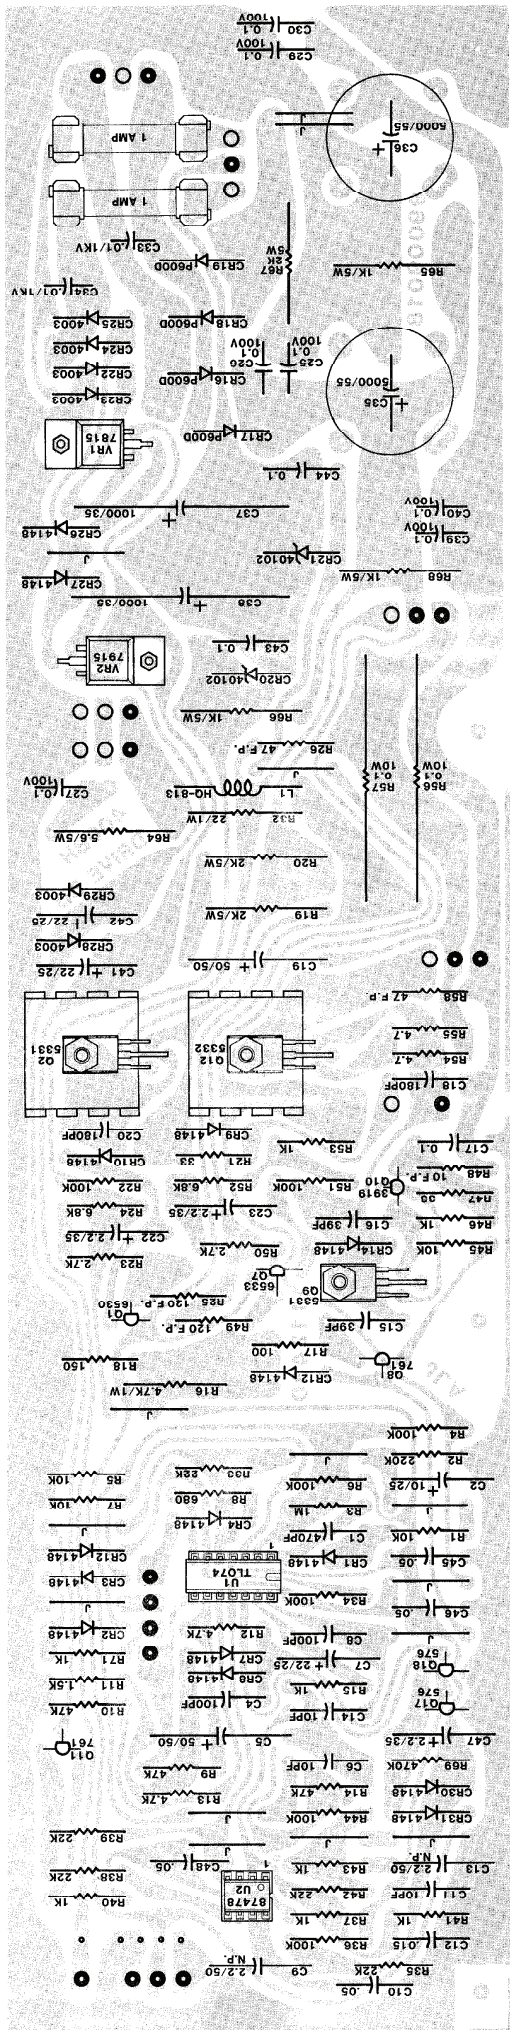 C30 0.1 100V
C29 0.1 100V
1 AMP
J
J
C36 5000/55
1 AMP
C33 .01/1KV
CR19 P600D
R67 2K 5W
R65 1K/5W
C34 .01/1KV
CR25 4003
CR18 P600D
CR24 4003
C26 0.1 100V
C25 0.1 100V
CR22 4003
CR16 P600D
CR23 4003
C35 5000/55
VR1 7815
CR17 P600D
C44 0.1
C37 1000/35
C40 0.1 100V
CR26 4148
C39 0.1 100V
J
CR21 40102
CR27 4148
R68 1K/5W
C38 1000/35
C43 0.1
VR2 7915
CR20 40102
R66 1K/5W
R26 47 F.P.
J
C27 0.1 100V
L1 HQ-813
R57 0.1 10W
R56 0.1 10W
R32 22/1W
R64 5.6/5W
R20 2K/5W
CR29 4003
R19 2K/5W
C42 22/25
CR28 4003
C41 22/25
C19 50/50
R58 47 F.P.
Q2 5331
Q12 5332
R55 4.7
R54 4.7
C18 180PF
C20 180PF
CR9 4148
R53 1K
C17 0.1
CR10 4148
R21 33
R48 10 F.P.
R22 100K
R52 6.8K
R51 100K
Q10 3919
R47
R24 6.8K
C23 2.2/35
C16 39PF
R46 1K
C22 2.2/35
R50 2.7K
CR14 4148
R45 10K
R23 2.7K
Q7 6533
Q9 5331
R25 120 F.P.
Q1 6530
R49 120 F.P.
C15 39PF
R17 100
R18 150
CR12 4148
Q8 761
R16 4.7K/1W
J
R4 100K
J
R2 220K
R5 10K
R33 22K
R6 100K
C2 10/25
R7 10K
R8 680
R3 1M
J
J
CR4 4148
C1 470PF
R1 10K
CR12 4148
CR1 4148
C45 .05
CR3 4148
U1 TL074
1
J
J
R34 100K
C46 .05
CR2 4148
R12 4.7K
C8 100PF
J
R71 1K
CR7 4148
C7 22/25
Q18 576
R11 1.5K
CR8 4148
R15 1K
R10 47K
C4 100PF
C14 10PF
Q17 576
Q11 761
C5 50/50
C47 2.2/35
R9 47K
C6 10PF
R69 470K
R13 4.7K
R14 47K
CR30 4148
J
R44 100K
CR31 4148
R39 22K
J
J
J
C48 .05
1
R43 1K
C13 2.2/50 N.P.
R38 22K
U2 87478
R42 22K
C11 10PF
R40 1K
R37 1K
R41 1K
R36 100K
C12 .015
C9 2.2/50 N.P.
R35 22K
C10 .05